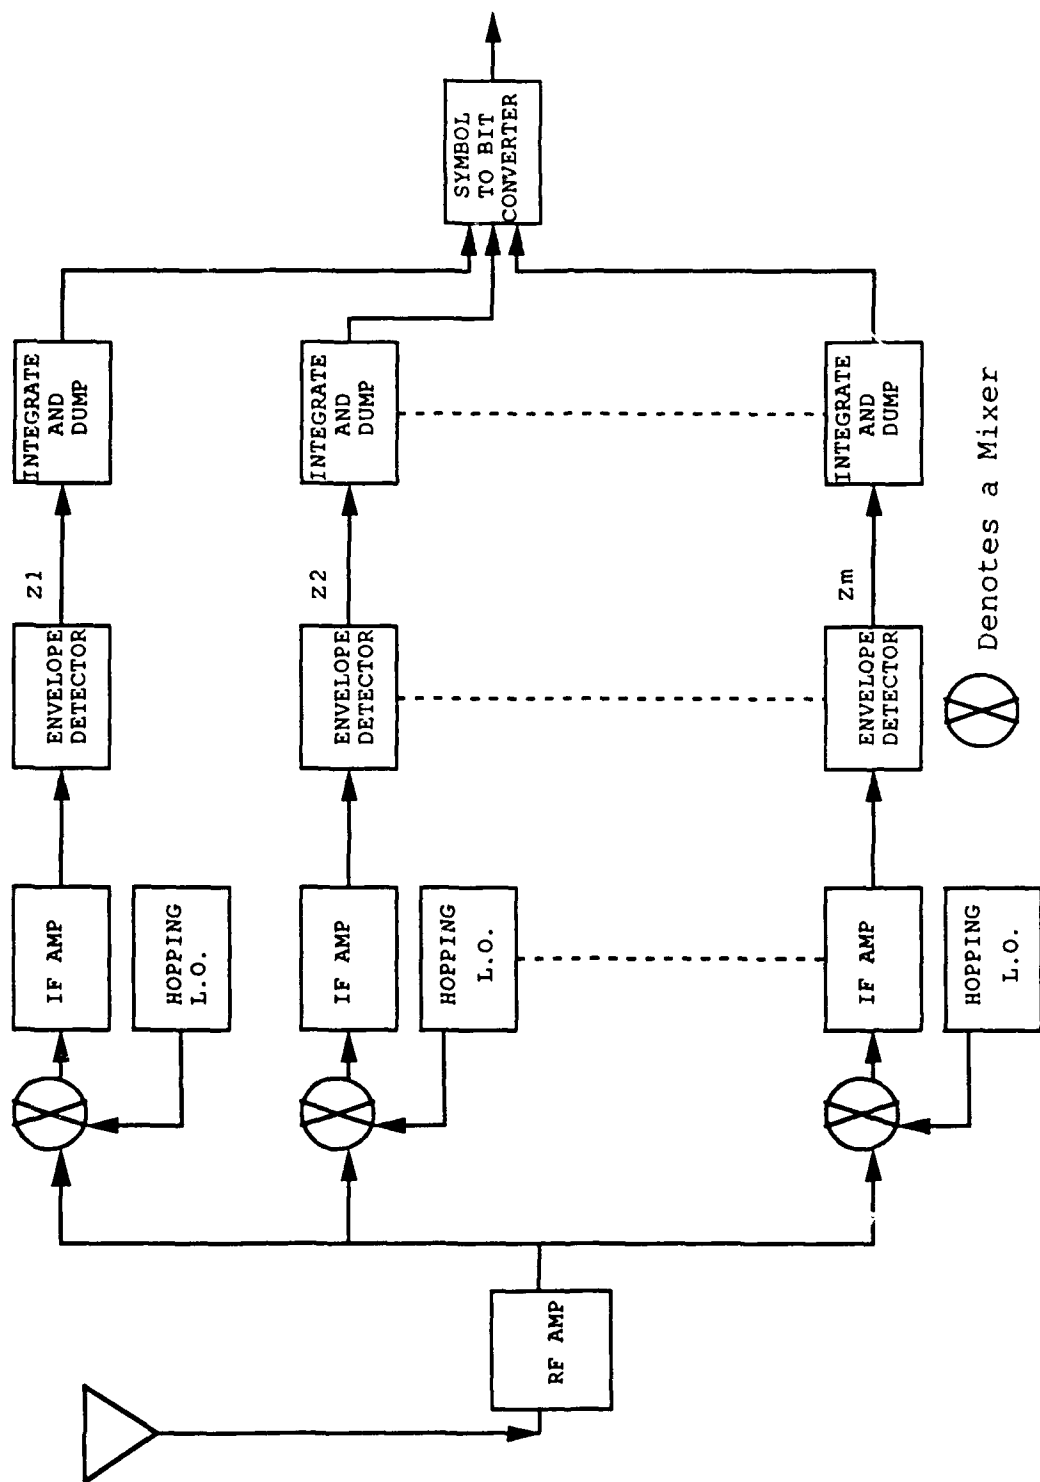 RF AMP
IF AMP
HOPPING
L.O.
ENVELOPE
DETECTOR
Z1
INTEGRATE
AND
DUMP
IF AMP
HOPPING
L.O.
ENVELOPE
DETECTOR
Z2
INTEGRATE
AND
DUMP
IF AMP
HOPPING
L.O.
ENVELOPE
DETECTOR
Zm
INTEGRATE
AND
DUMP
SYMBOL
TO BIT
CONVERTER
Denotes a Mixer